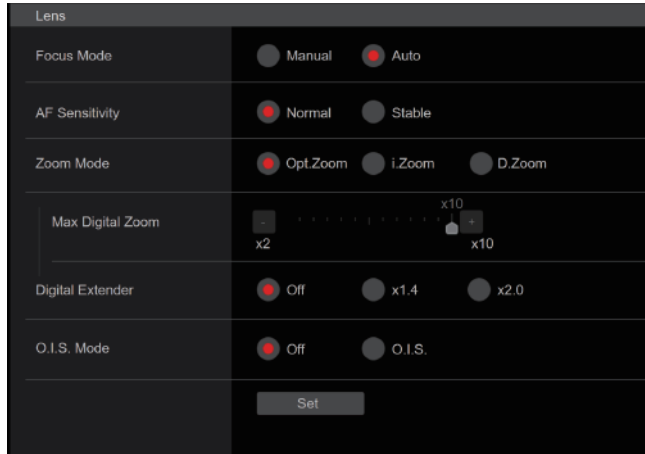 Lens
Focus Mode Manual Auto
AF Sensitivity Normal Stable
Zoom Mode Opt.Zoom i.Zoom D.Zoom
x10
Max Digital Zoom - +
x2 x10
Digital Extender Off x1.4 x2.0
O.I.S. Mode Off O.I.S.
Set